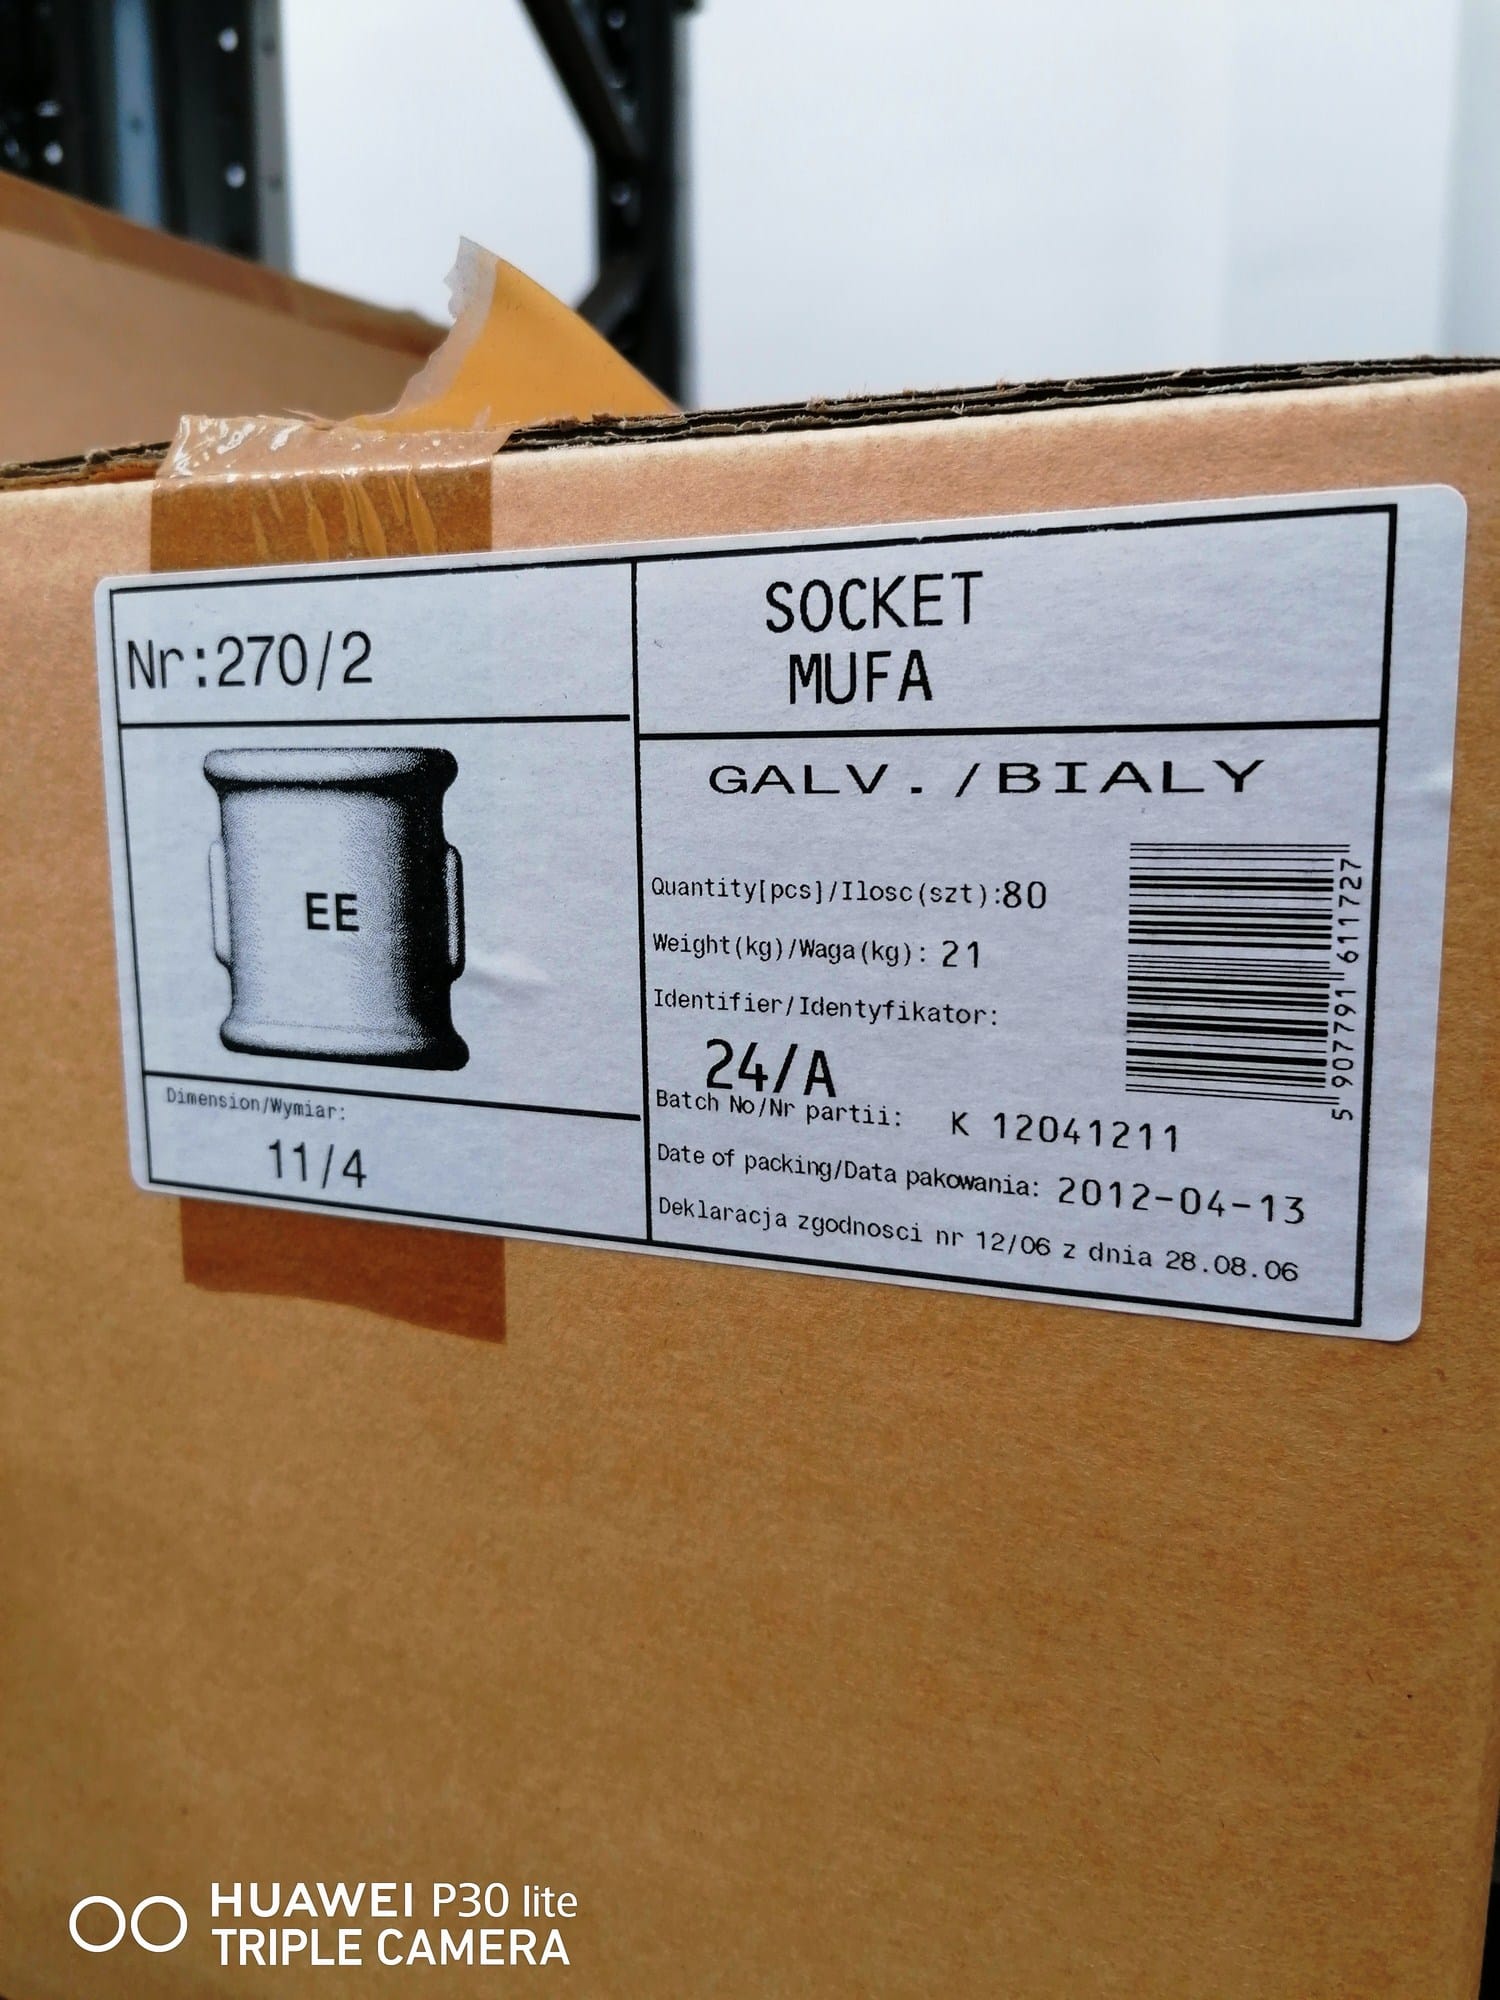 Nr:270/2
SOCKET
MUFA
EE
Dimension/Wymiar:
11/4
GALV./BIALY
Quantity[pcs]/Ilosc(szt):80
Weight(kg)/Waga(kg): 21
Identifier/Identyfikator:
24/A
Batch No/Nr partii: K 12041211
Date of packing/Data pakowania: 2012-04-13
Deklaracja zgodnosci nr 12/06 z dnia 28.08.06
5 907791 611727
HUAWEI P30 lite
TRIPLE CAMERA